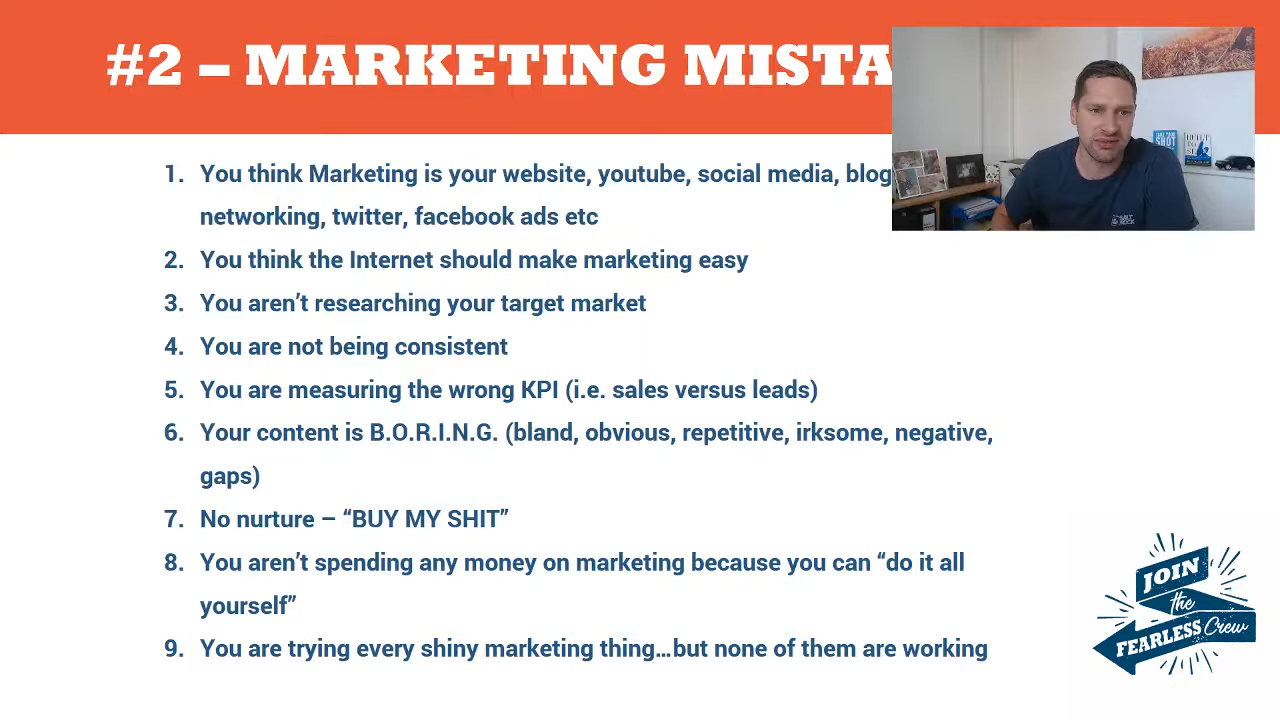 #2 – MARKETING MISTA
1. You think Marketing is your website, youtube, social media, blog
networking, twitter, facebook ads etc
2. You think the Internet should make marketing easy
3. You aren’t researching your target market
4. You are not being consistent
5. You are measuring the wrong KPI (i.e. sales versus leads)
6. Your content is B.O.R.I.N.G. (bland, obvious, repetitive, irksome, negative,
gaps)
7. No nurture – “BUY MY SHIT”
8. You aren’t spending any money on marketing because you can “do it all
yourself”
9. You are trying every shiny marketing thing…but none of them are working
JOIN
the
FEARLESS Crew